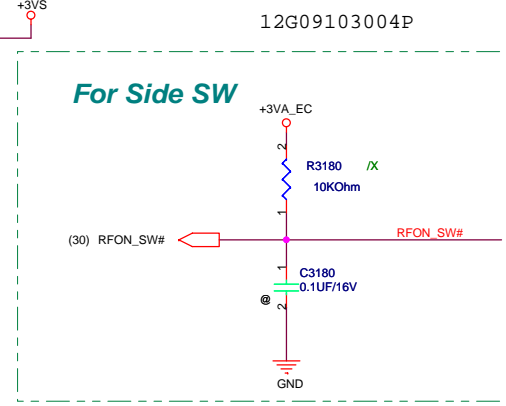 +3VS
12G09103004P
For Side SW
+3VA_EC
2
R3180 /X
10KOhm
1
(30) RFON_SW#
RFON_SW#
1
C3180
0.1UF/16V
@
2
GND